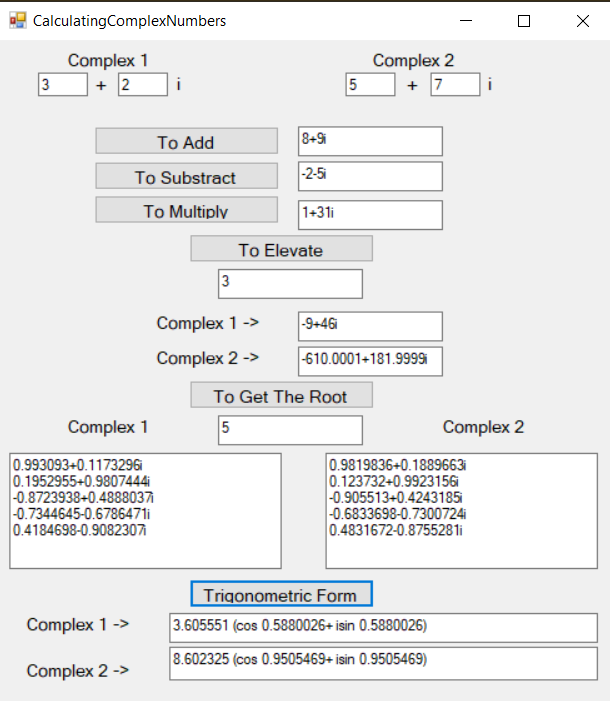 CalculatingComplexNumbers
Complex 1 Complex 2
3 + 2 i 5 + 7 i
To Add 8+9i
To Substract -2-5i
To Multiply 1+31i
To Elevate
3
Complex 1 -> -9+46i
Complex 2 -> -610.0001+181.9999i
To Get The Root
Complex 1 5 Complex 2
0.993093+0.1173296i 0.9819836+0.1889663i
0.1952955+0.9807444i 0.123732+0.9923156i
-0.8723938+0.4888037i -0.905513+0.4243185i
-0.7344645-0.6786471i -0.6833698-0.7300724i
0.4184698-0.9082307i 0.4831672-0.8755281i
Trigonometric Form
Complex 1 -> 3.605551 (cos 0.5880026+ isin 0.5880026)
Complex 2 -> 8.602325 (cos 0.9505469+ isin 0.9505469)